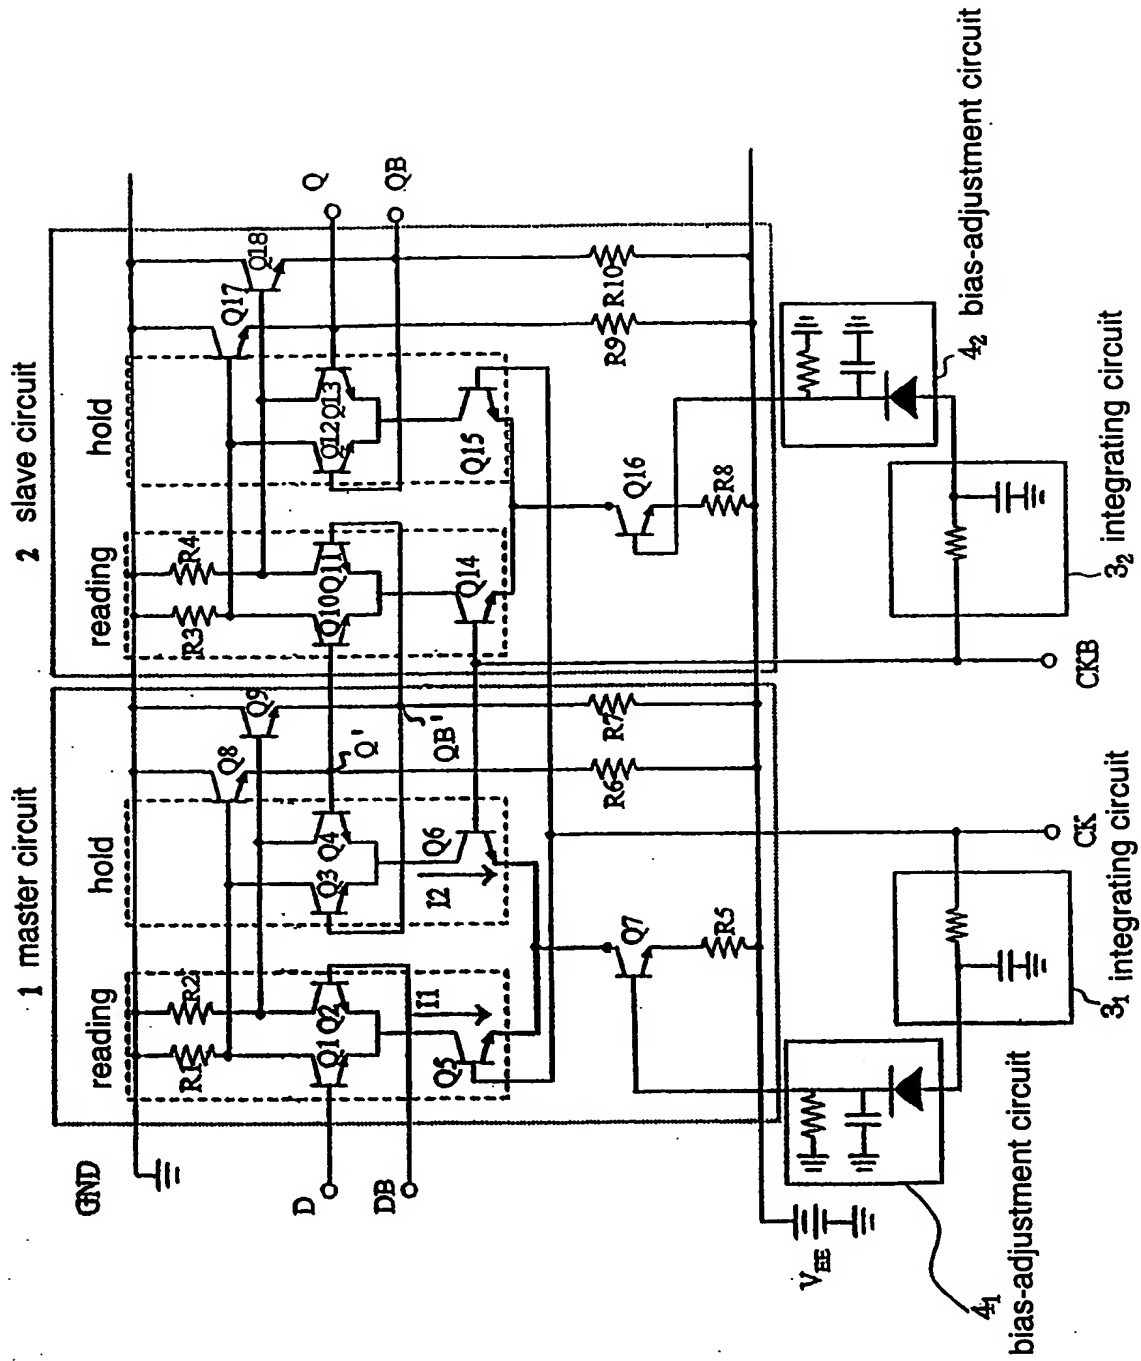 1 master circuit
2 slave circuit
reading
hold
reading
hold
GND
R1
R2
R3
R4
Q8
Q9
Q17
Q18
D
DB
Q1
Q2
Q3
Q4
Q'
QB'
Q10
Q11
Q12
Q13
Q
QB
Q5
I1
I2
Q6
Q14
Q15
Q7
R5
R6
R7
Q16
R8
R9
R10
VEE
CK
CKB
4₁
bias-adjustment circuit
3₁ integrating circuit
3₂ integrating circuit
4₂ bias-adjustment circuit